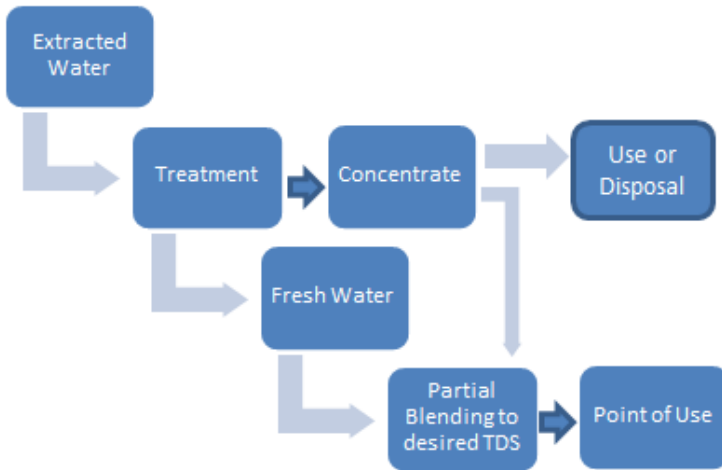 Extracted
Water
Treatment
Concentrate
Use or
Disposal
Fresh Water
Partial
Blending to
desired TDS
Point of Use